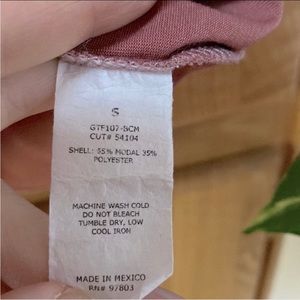 S
GTF107-BCM
CUT# 54104
SHELL: 65% MODAL 35%
POLYESTER
MACHINE WASH COLD
DO NOT BLEACH
TUMBLE DRY, LOW
COOL IRON
MADE IN MEXICO
RN# 97803